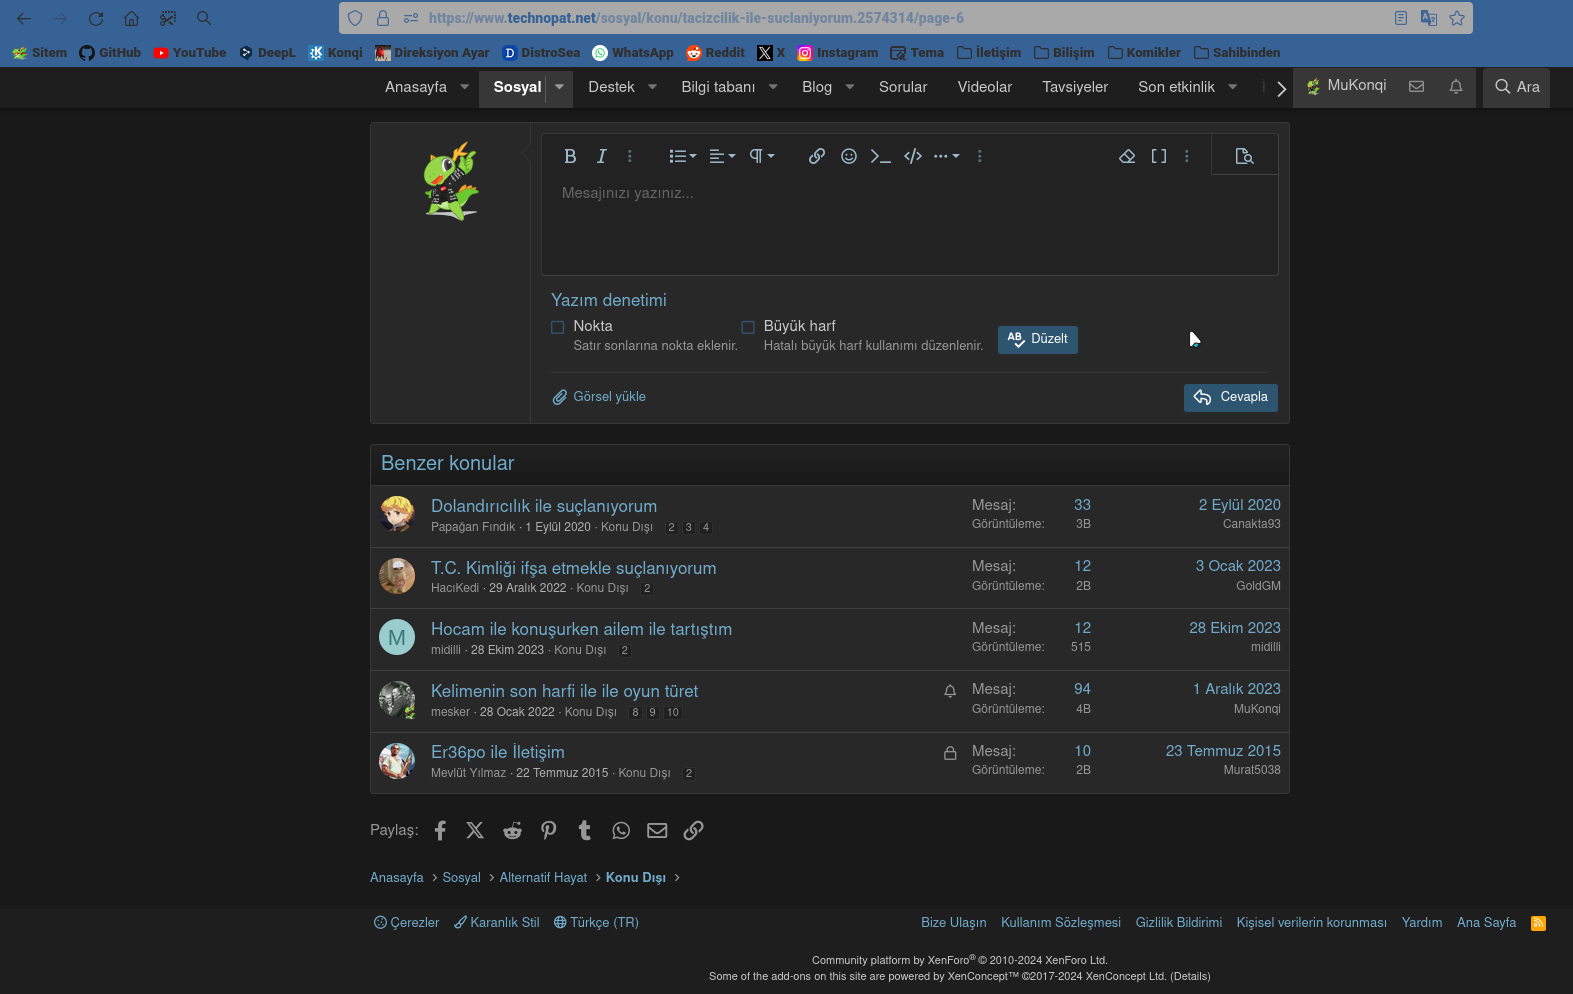 https://www.technopat.net/sosyal/konu/tacizcilik-ile-suclaniyorum.2574314/page-6
Sitem GitHub YouTube DeepL Konqi Direksiyon Ayar DistroSea WhatsApp Reddit X Instagram Tema İletişim Bilişim Komikler Sahibinden
Anasayfa Sosyal Destek Bilgi tabanı Blog Sorular Videolar Tavsiyeler Son etkinlik MuKonqi Ara
Mesajınızı yazınız...
Yazım denetimi
Nokta Büyük harf
Satır sonlarına nokta eklenir. Hatalı büyük harf kullanımı düzenlenir. Düzelt
Görsel yükle Cevapla
Benzer konular
Dolandırıcılık ile suçlanıyorum Mesaj: 33 2 Eylül 2020
Papağan Fındık · 1 Eylül 2020 · Konu Dışı 2 3 4 Görüntüleme: 3B Canakta93
T.C. Kimliği ifşa etmekle suçlanıyorum Mesaj: 12 3 Ocak 2023
HacıKedi · 29 Aralık 2022 · Konu Dışı 2 Görüntüleme: 2B GoldGM
M
Hocam ile konuşurken ailem ile tartıştım Mesaj: 12 28 Ekim 2023
midilli · 28 Ekim 2023 · Konu Dışı 2 Görüntüleme: 515 midilli
Kelimenin son harfi ile ile oyun türet Mesaj: 94 1 Aralık 2023
mesker · 28 Ocak 2022 · Konu Dışı 8 9 10 Görüntüleme: 4B MuKonqi
Er36po ile İletişim Mesaj: 10 23 Temmuz 2015
Mevlüt Yılmaz · 22 Temmuz 2015 · Konu Dışı 2 Görüntüleme: 2B Murat5038
Paylaş:
Anasayfa > Sosyal > Alternatif Hayat > Konu Dışı >
Çerezler Karanlık Stil Türkçe (TR) Bize Ulaşın Kullanım Sözleşmesi Gizlilik Bildirimi Kişisel verilerin korunması Yardım Ana Sayfa
Community platform by XenForo® © 2010-2024 XenForo Ltd.
Some of the add-ons on this site are powered by XenConcept™ ©2017-2024 XenConcept Ltd. (Details)